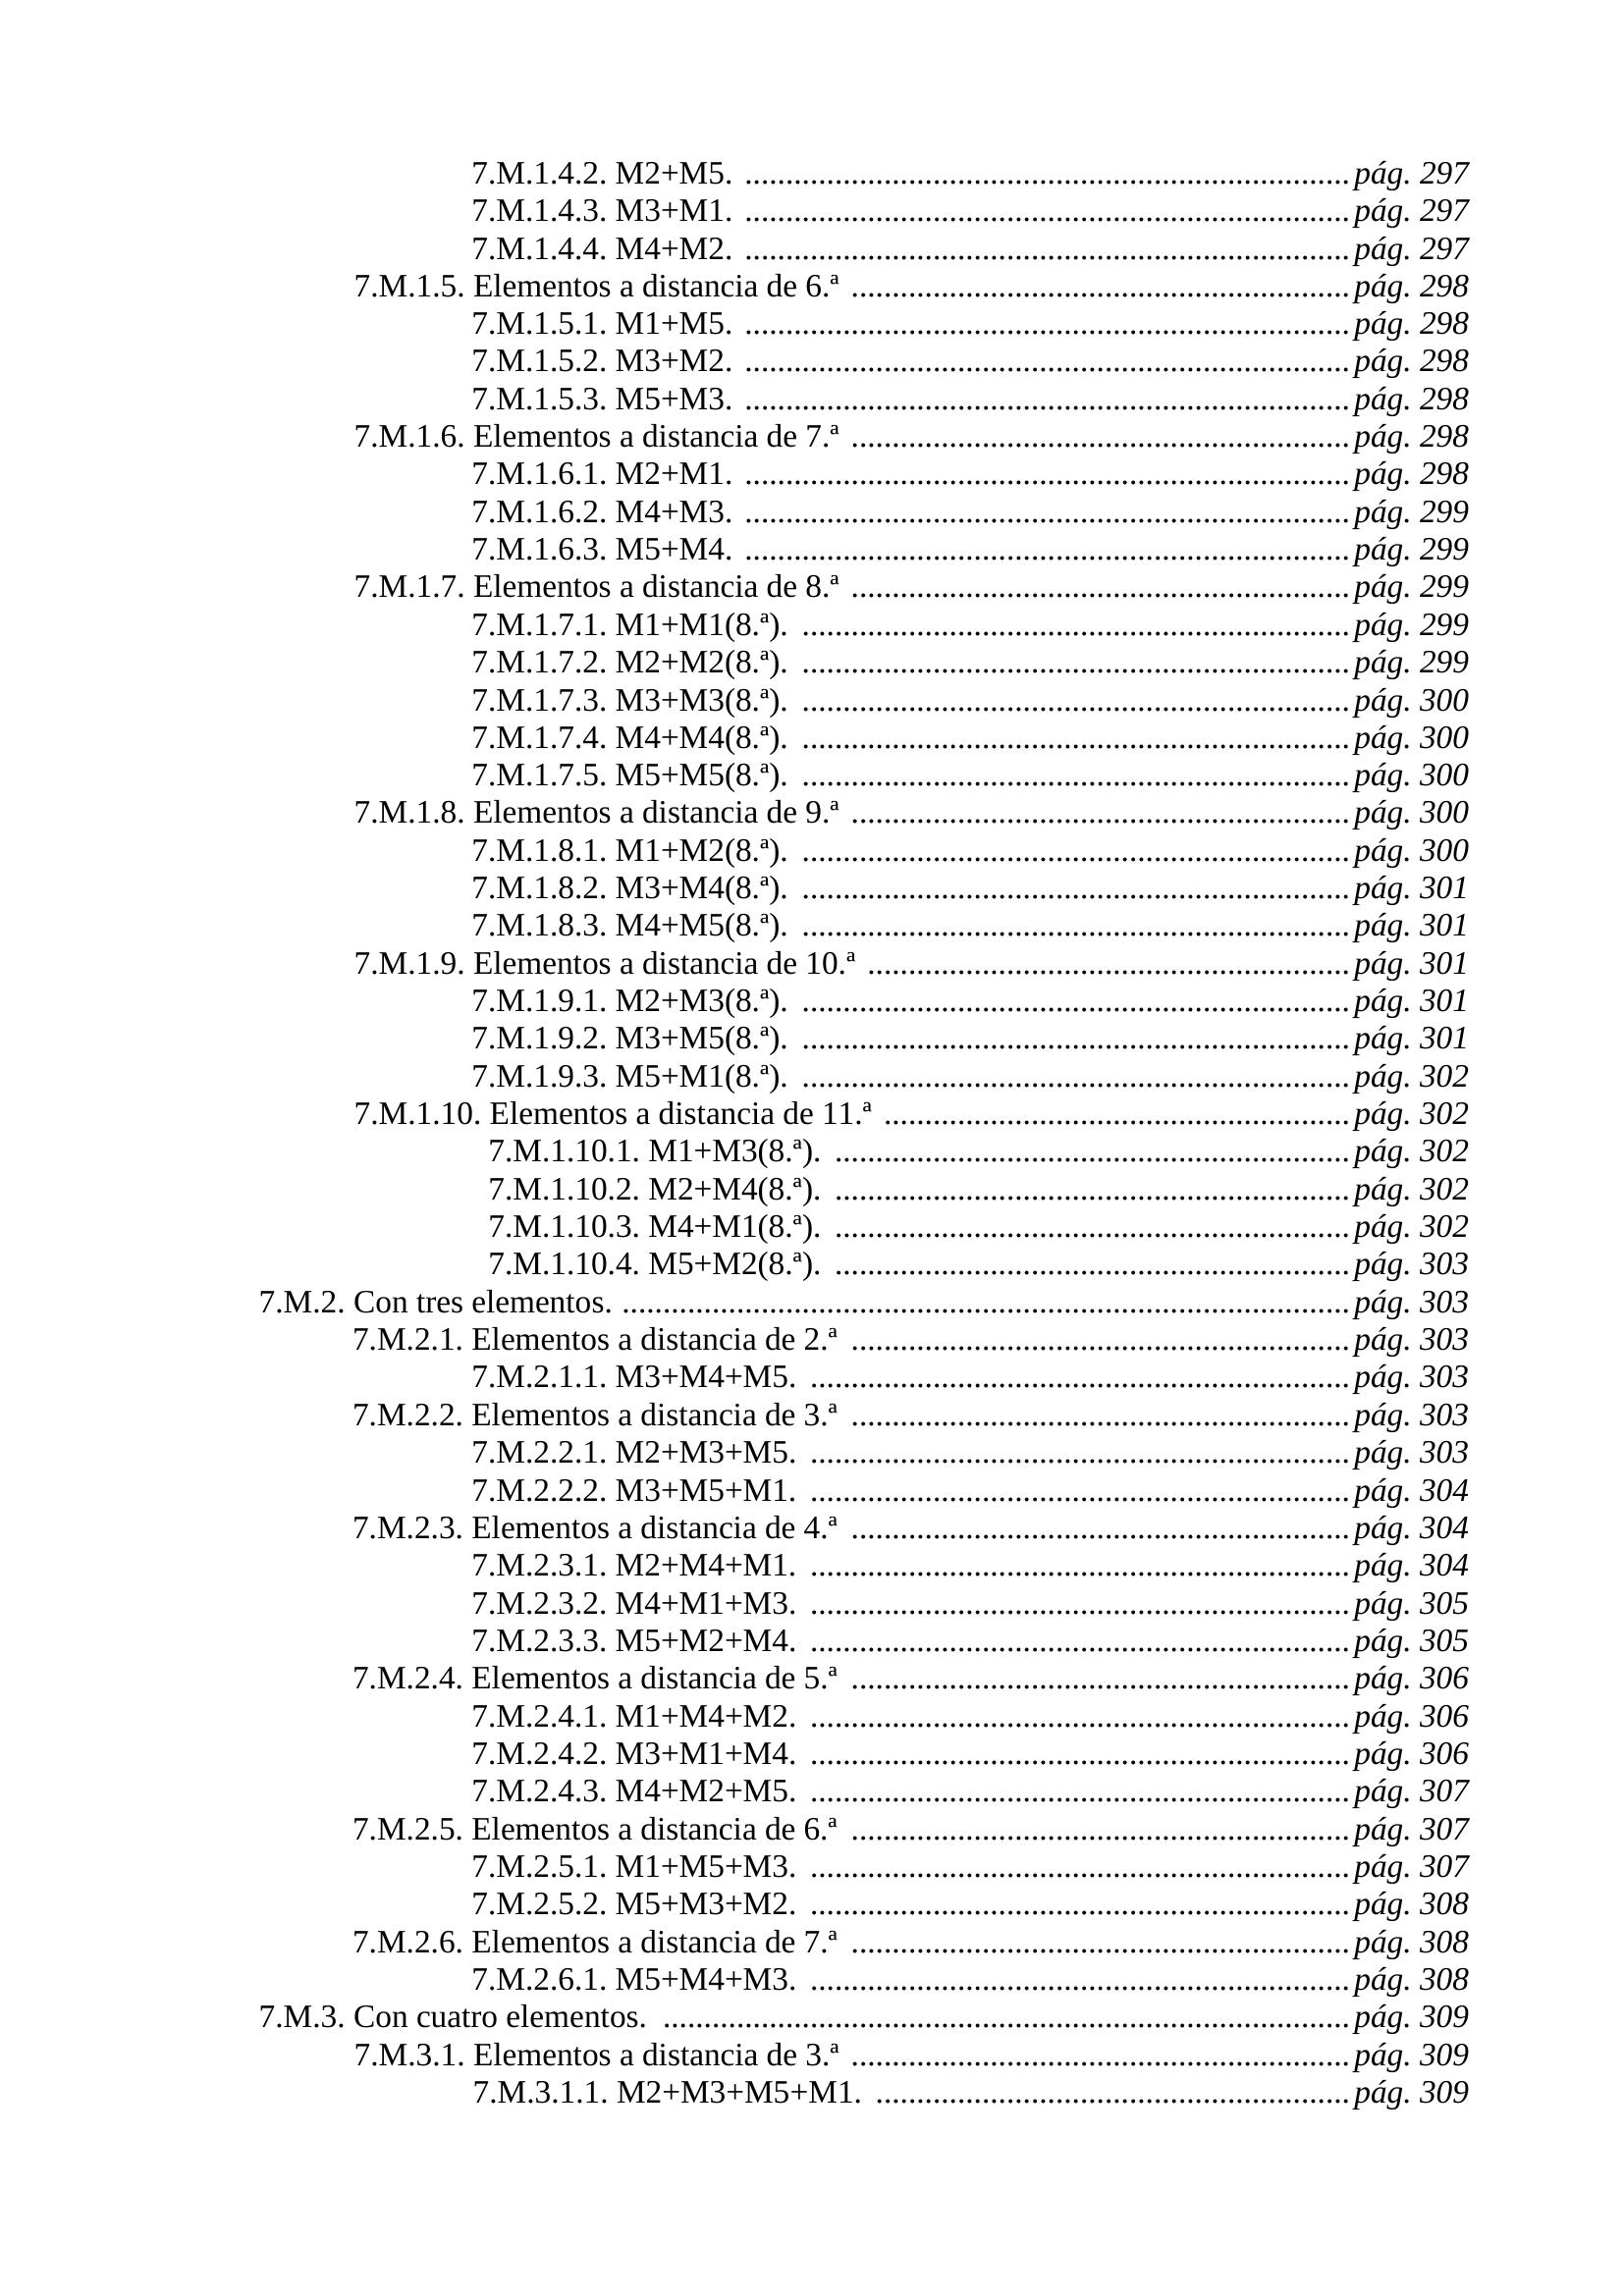 7.M.1.4.2. M2+M5. .......................................................................... pág. 297
7.M.1.4.3. M3+M1. .......................................................................... pág. 297
7.M.1.4.4. M4+M2. .......................................................................... pág. 297
7.M.1.5. Elementos a distancia de 6.ª ............................................................. pág. 298
7.M.1.5.1. M1+M5. .......................................................................... pág. 298
7.M.1.5.2. M3+M2. .......................................................................... pág. 298
7.M.1.5.3. M5+M3. .......................................................................... pág. 298
7.M.1.6. Elementos a distancia de 7.ª ............................................................. pág. 298
7.M.1.6.1. M2+M1. .......................................................................... pág. 298
7.M.1.6.2. M4+M3. .......................................................................... pág. 299
7.M.1.6.3. M5+M4. .......................................................................... pág. 299
7.M.1.7. Elementos a distancia de 8.ª ............................................................. pág. 299
7.M.1.7.1. M1+M1(8.ª). ................................................................... pág. 299
7.M.1.7.2. M2+M2(8.ª). ................................................................... pág. 299
7.M.1.7.3. M3+M3(8.ª). ................................................................... pág. 300
7.M.1.7.4. M4+M4(8.ª). ................................................................... pág. 300
7.M.1.7.5. M5+M5(8.ª). ................................................................... pág. 300
7.M.1.8. Elementos a distancia de 9.ª ............................................................. pág. 300
7.M.1.8.1. M1+M2(8.ª). ................................................................... pág. 300
7.M.1.8.2. M3+M4(8.ª). ................................................................... pág. 301
7.M.1.8.3. M4+M5(8.ª). ................................................................... pág. 301
7.M.1.9. Elementos a distancia de 10.ª ........................................................... pág. 301
7.M.1.9.1. M2+M3(8.ª). ................................................................... pág. 301
7.M.1.9.2. M3+M5(8.ª). ................................................................... pág. 301
7.M.1.9.3. M5+M1(8.ª). ................................................................... pág. 302
7.M.1.10. Elementos a distancia de 11.ª ......................................................... pág. 302
7.M.1.10.1. M1+M3(8.ª). ............................................................... pág. 302
7.M.1.10.2. M2+M4(8.ª). ............................................................... pág. 302
7.M.1.10.3. M4+M1(8.ª). ............................................................... pág. 302
7.M.1.10.4. M5+M2(8.ª). ............................................................... pág. 303
7.M.2. Con tres elementos. ......................................................................................... pág. 303
7.M.2.1. Elementos a distancia de 2.ª ............................................................. pág. 303
7.M.2.1.1. M3+M4+M5. .................................................................. pág. 303
7.M.2.2. Elementos a distancia de 3.ª ............................................................. pág. 303
7.M.2.2.1. M2+M3+M5. .................................................................. pág. 303
7.M.2.2.2. M3+M5+M1. .................................................................. pág. 304
7.M.2.3. Elementos a distancia de 4.ª ............................................................. pág. 304
7.M.2.3.1. M2+M4+M1. .................................................................. pág. 304
7.M.2.3.2. M4+M1+M3. .................................................................. pág. 305
7.M.2.3.3. M5+M2+M4. .................................................................. pág. 305
7.M.2.4. Elementos a distancia de 5.ª ............................................................. pág. 306
7.M.2.4.1. M1+M4+M2. .................................................................. pág. 306
7.M.2.4.2. M3+M1+M4. .................................................................. pág. 306
7.M.2.4.3. M4+M2+M5. .................................................................. pág. 307
7.M.2.5. Elementos a distancia de 6.ª ............................................................. pág. 307
7.M.2.5.1. M1+M5+M3. .................................................................. pág. 307
7.M.2.5.2. M5+M3+M2. .................................................................. pág. 308
7.M.2.6. Elementos a distancia de 7.ª ............................................................. pág. 308
7.M.2.6.1. M5+M4+M3. .................................................................. pág. 308
7.M.3. Con cuatro elementos. .................................................................................... pág. 309
7.M.3.1. Elementos a distancia de 3.ª ............................................................. pág. 309
7.M.3.1.1. M2+M3+M5+M1. .......................................................... pág. 309